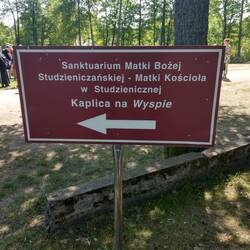 Sanktuarium Matki Bożej
Studzieniczańskiej - Matki Kościoła
w Studzienicznej
Kaplica na Wyspie